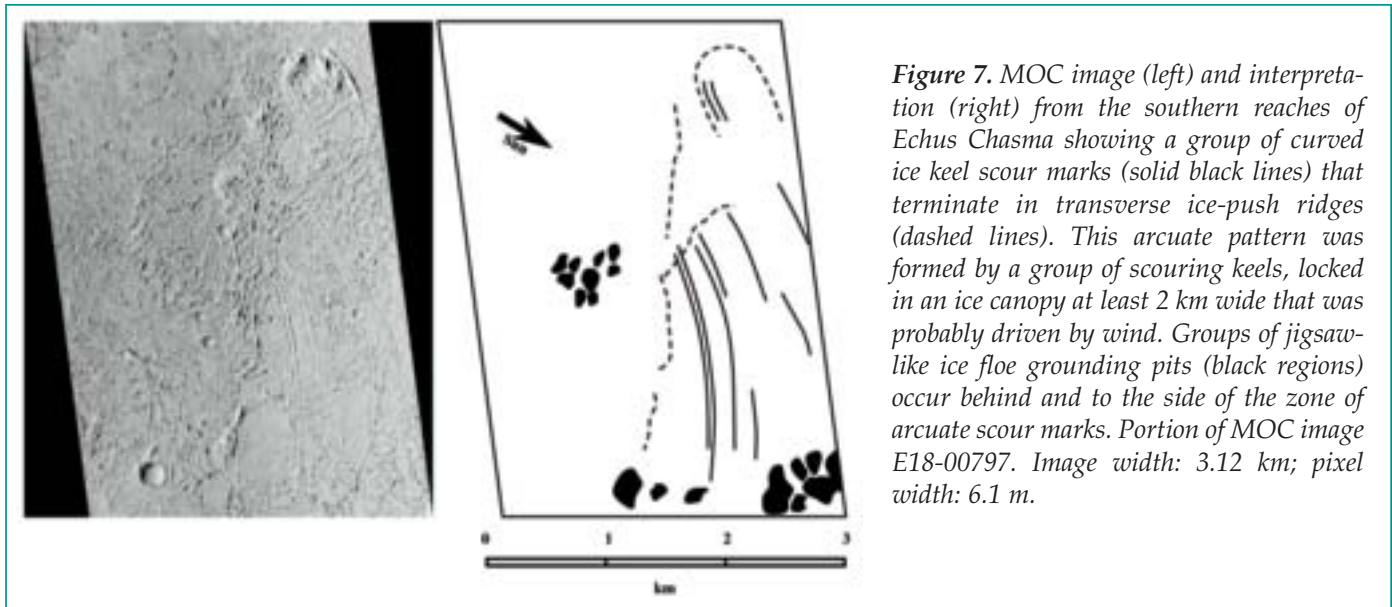 Figure 7. MOC image (left) and interpreta-
tion (right) from the southern reaches of
Echus Chasma showing a group of curved
ice keel scour marks (solid black lines) that
terminate in transverse ice-push ridges
(dashed lines). This arcuate pattern was
formed by a group of scouring keels, locked
in an ice canopy at least 2 km wide that was
probably driven by wind. Groups of jigsaw-
like ice floe grounding pits (black regions)
occur behind and to the side of the zone of
arcuate scour marks. Portion of MOC image
E18-00797. Image width: 3.12 km; pixel
width: 6.1 m.
Sun
0 1 2 3
km